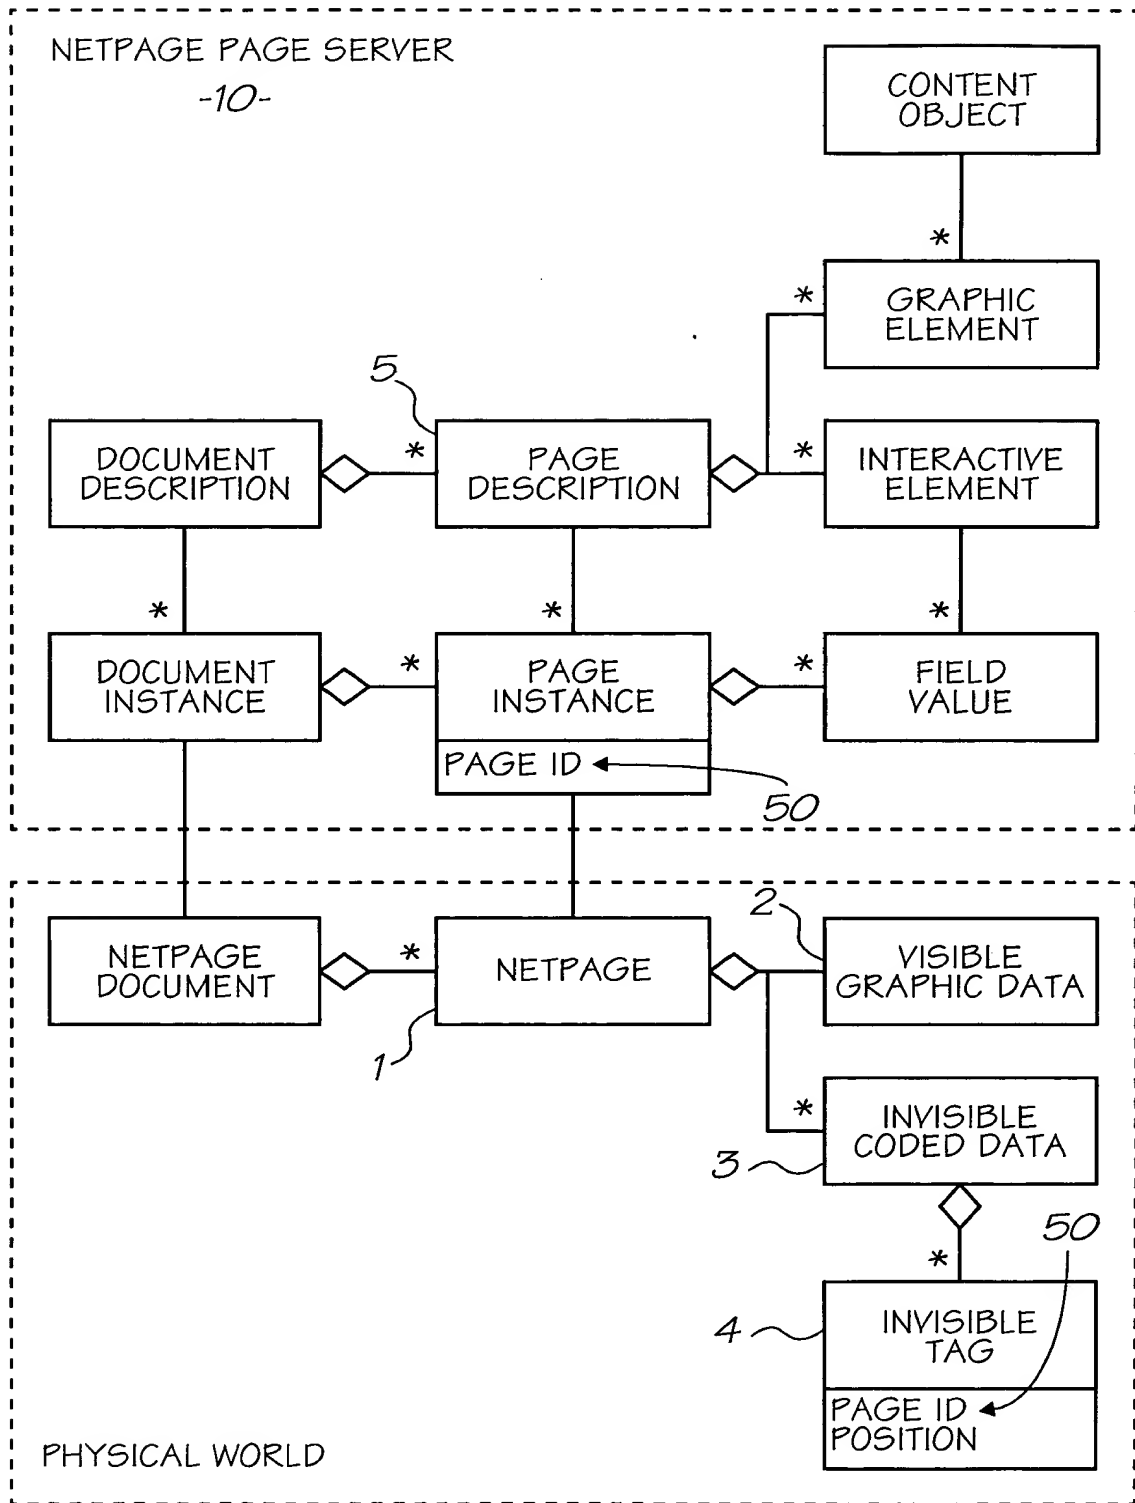 NETPAGE PAGE SERVER
-10-
CONTENT
OBJECT
*
* GRAPHIC
ELEMENT
5
DOCUMENT
DESCRIPTION
*
PAGE
DESCRIPTION
*
INTERACTIVE
ELEMENT
*
*
*
DOCUMENT
INSTANCE
*
PAGE
INSTANCE
*
FIELD
VALUE
PAGE ID
50
2
NETPAGE
DOCUMENT
*
NETPAGE
VISIBLE
GRAPHIC DATA
1
*
INVISIBLE
CODED DATA
3
50
*
4
INVISIBLE
TAG
PAGE ID
POSITION
PHYSICAL WORLD